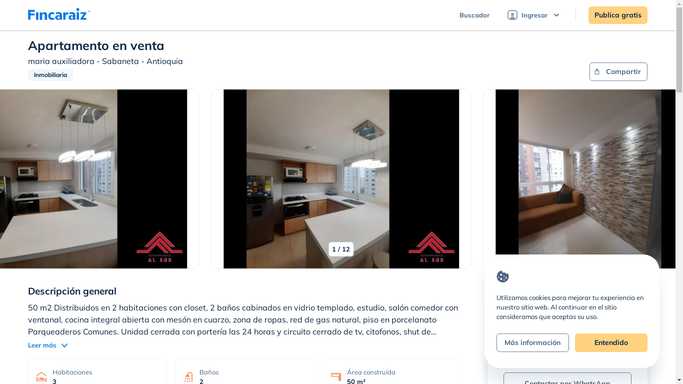 Fincaraiz
Buscador
Ingresar
Publica gratis
Apartamento en venta
maria auxiliadora - Sabaneta - Antioquia
Inmobiliaria
Compartir
AL SUR
AL SUR
1 / 12
Descripción general
50 m2 Distribuidos en 2 habitaciones con closet, 2 baños cabinados en vidrio templado, estudio, salón comedor con
ventanal, cocina integral abierta con mesón en cuarzo, zona de ropas, red de gas natural, piso en porcelanato
Parqueaderos Comunes. Unidad cerrada con portería las 24 horas y circuito cerrado de tv, citofonos, shut de...
Leer más
Habitaciones
3
Baños
2
Área construida
50 m²
Utilizamos cookies para mejorar tu experiencia en
nuestro sitio web. Al continuar en el sitio
consideramos que aceptas su uso.
Más información
Entendido
Contactar por WhatsApp